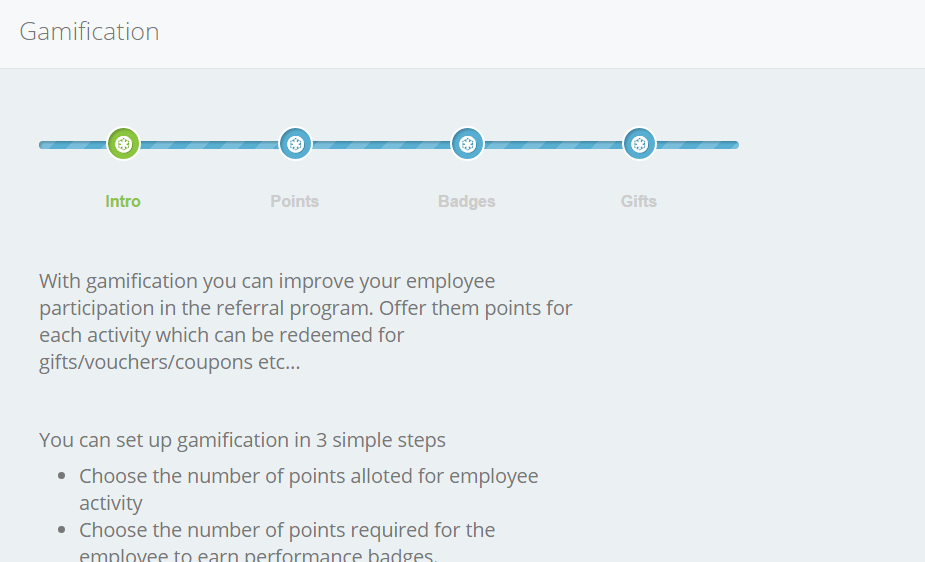 Gamification
Intro
Points
Badges
Gifts
With gamification you can improve your employee
participation in the referral program. Offer them points for
each activity which can be redeemed for
gifts/vouchers/coupons etc...
You can set up gamification in 3 simple steps
Choose the number of points alloted for employee
activity
Choose the number of points required for the
employee to earn performance badges.